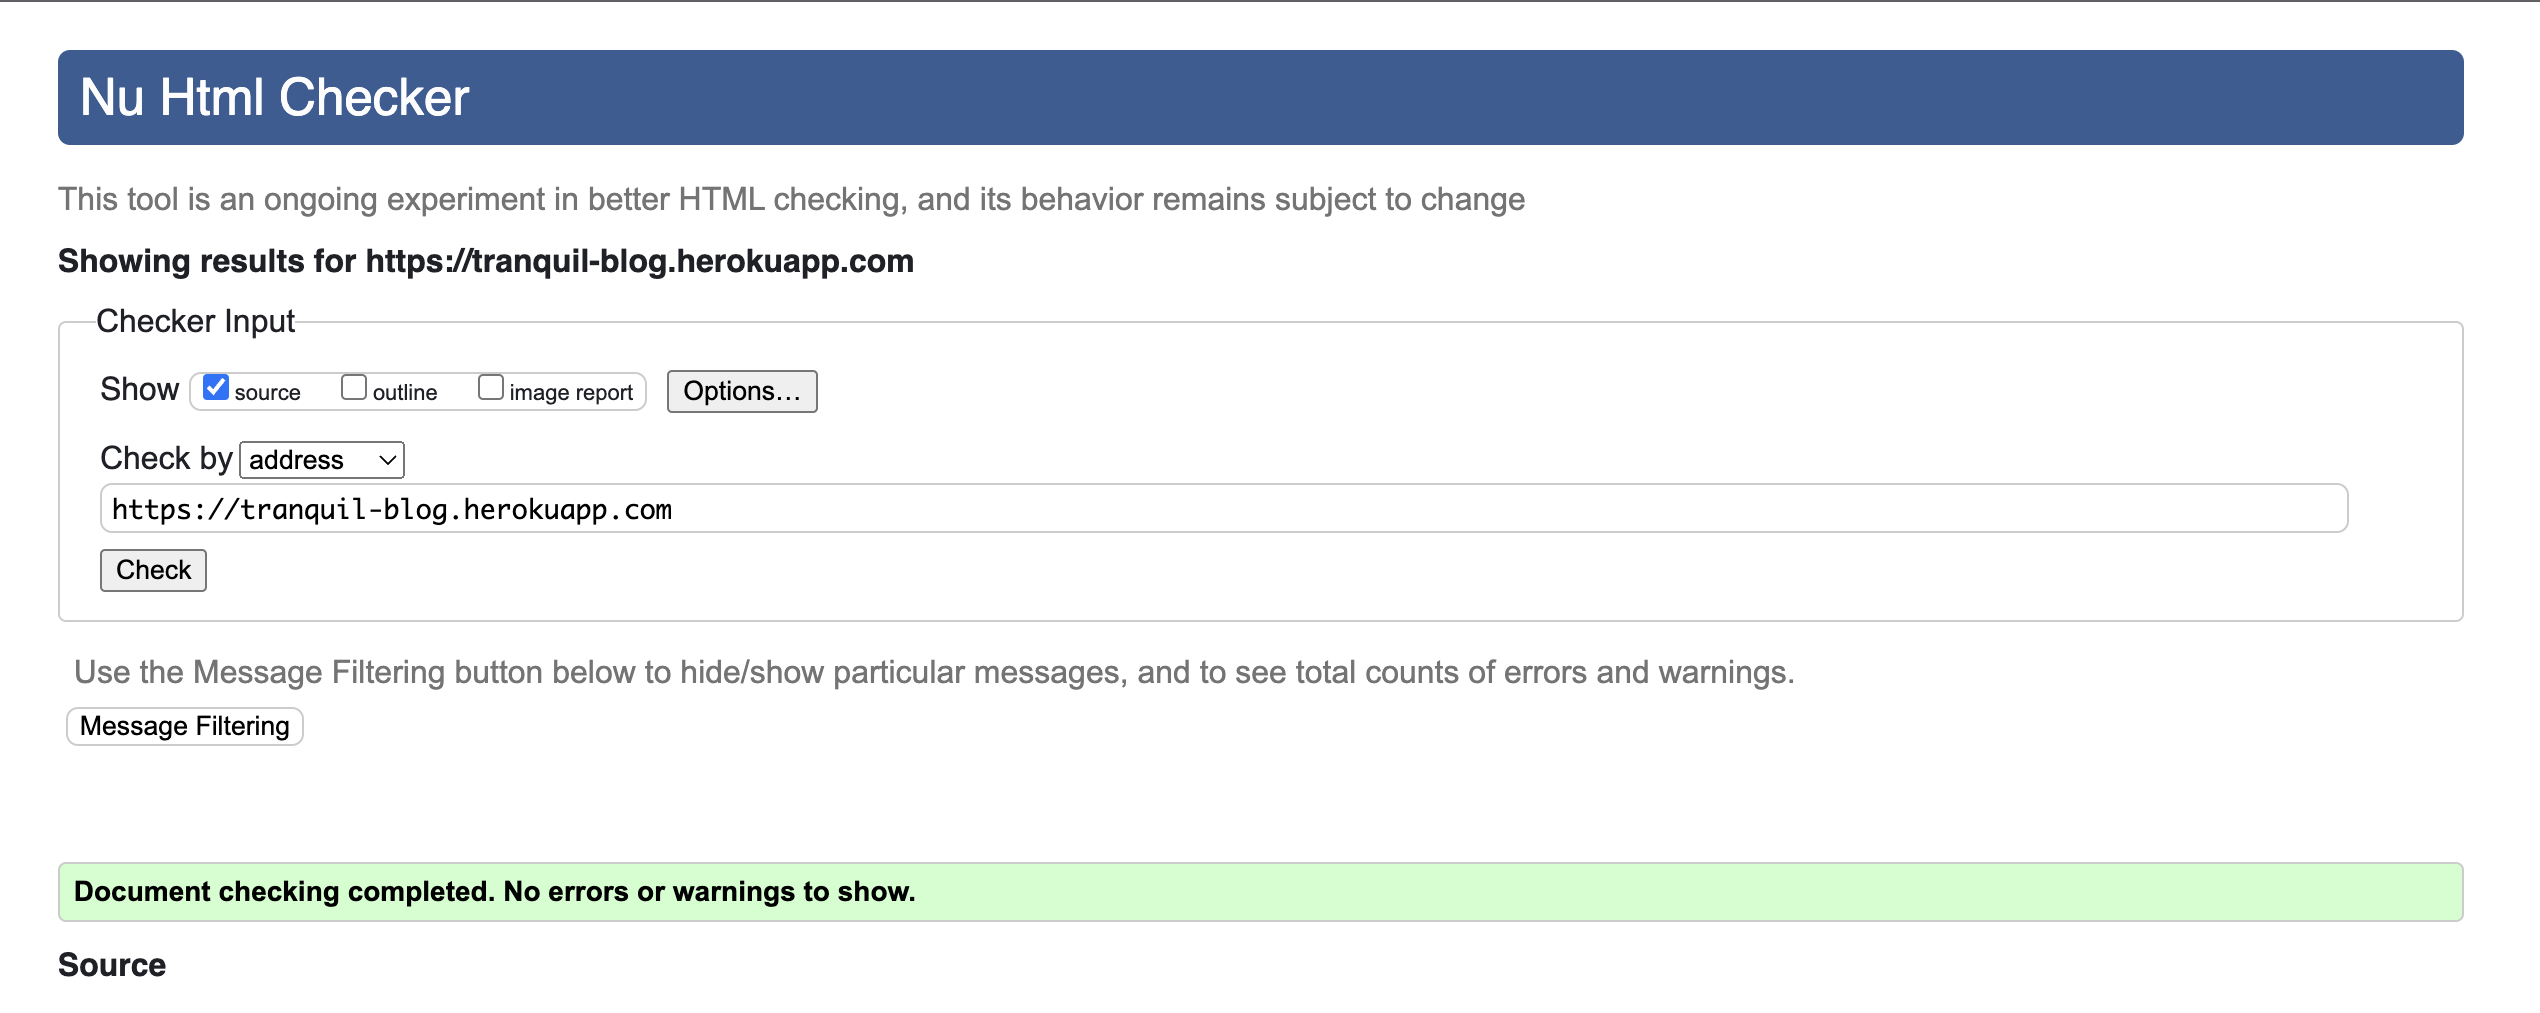 Nu Html Checker
This tool is an ongoing experiment in better HTML checking, and its behavior remains subject to change
Showing results for https://tranquil-blog.herokuapp.com
Checker Input
Show source outline image report Options…
Check by address
https://tranquil-blog.herokuapp.com
Check
Use the Message Filtering button below to hide/show particular messages, and to see total counts of errors and warnings.
Message Filtering
Document checking completed. No errors or warnings to show.
Source